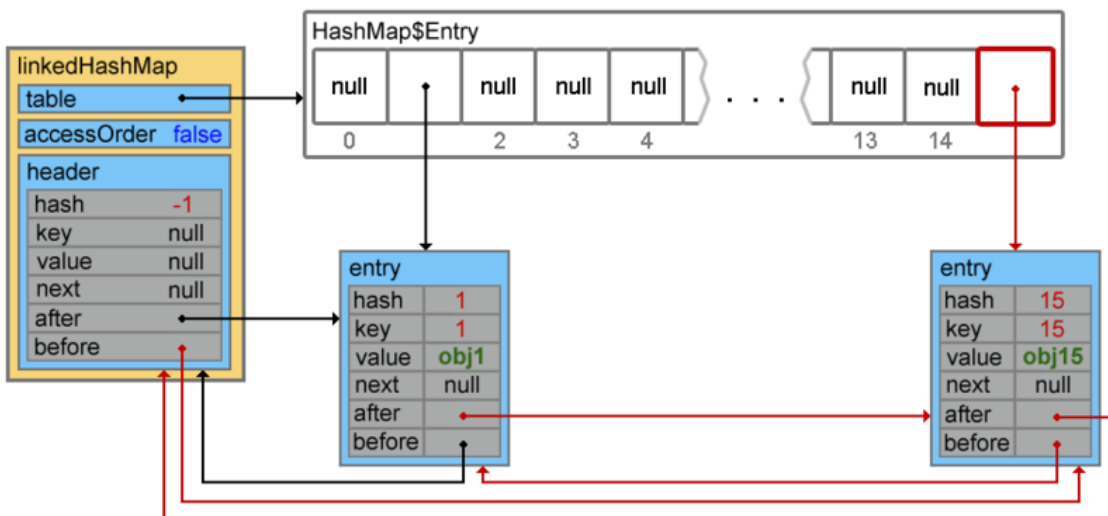 HashMap$Entry
linkedHashMap
table
accessOrder false
header
hash -1
key null
value null
next null
after
before
null null null null . . . null null
0 2 3 4 13 14
entry
hash 1
key 1
value obj1
next null
after
before
entry
hash 15
key 15
value obj15
next null
after
before